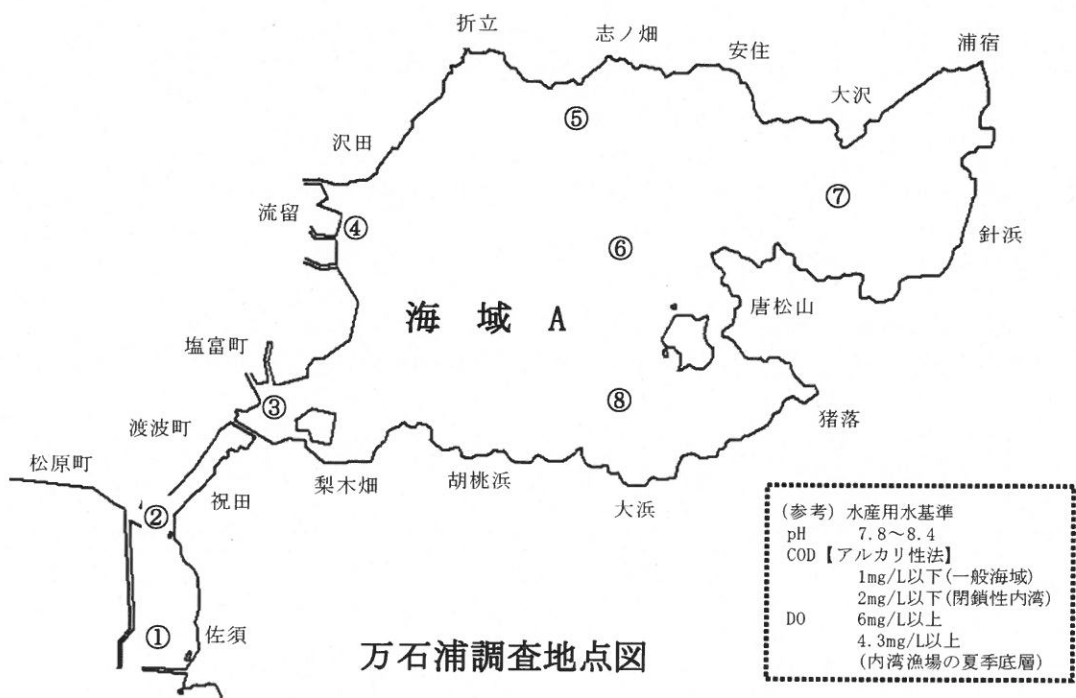 折立
志ノ畑
安住
浦宿
大沢
⑤
沢田
⑦
流留
④
針浜
⑥
海 域 A
唐松山
塩富町
③
⑧
猪落
渡波町
松原町
梨木畑
胡桃浜
大浜
祝田
②
①
佐須
万石浦調査地点図
(参考) 水産用水基準
pH 7.8～8.4
COD【アルカリ性法】
1mg/L以下(一般海域)
2mg/L以下(閉鎖性内湾)
DO 6mg/L以上
4.3mg/L以上
(内湾漁場の夏季底層)